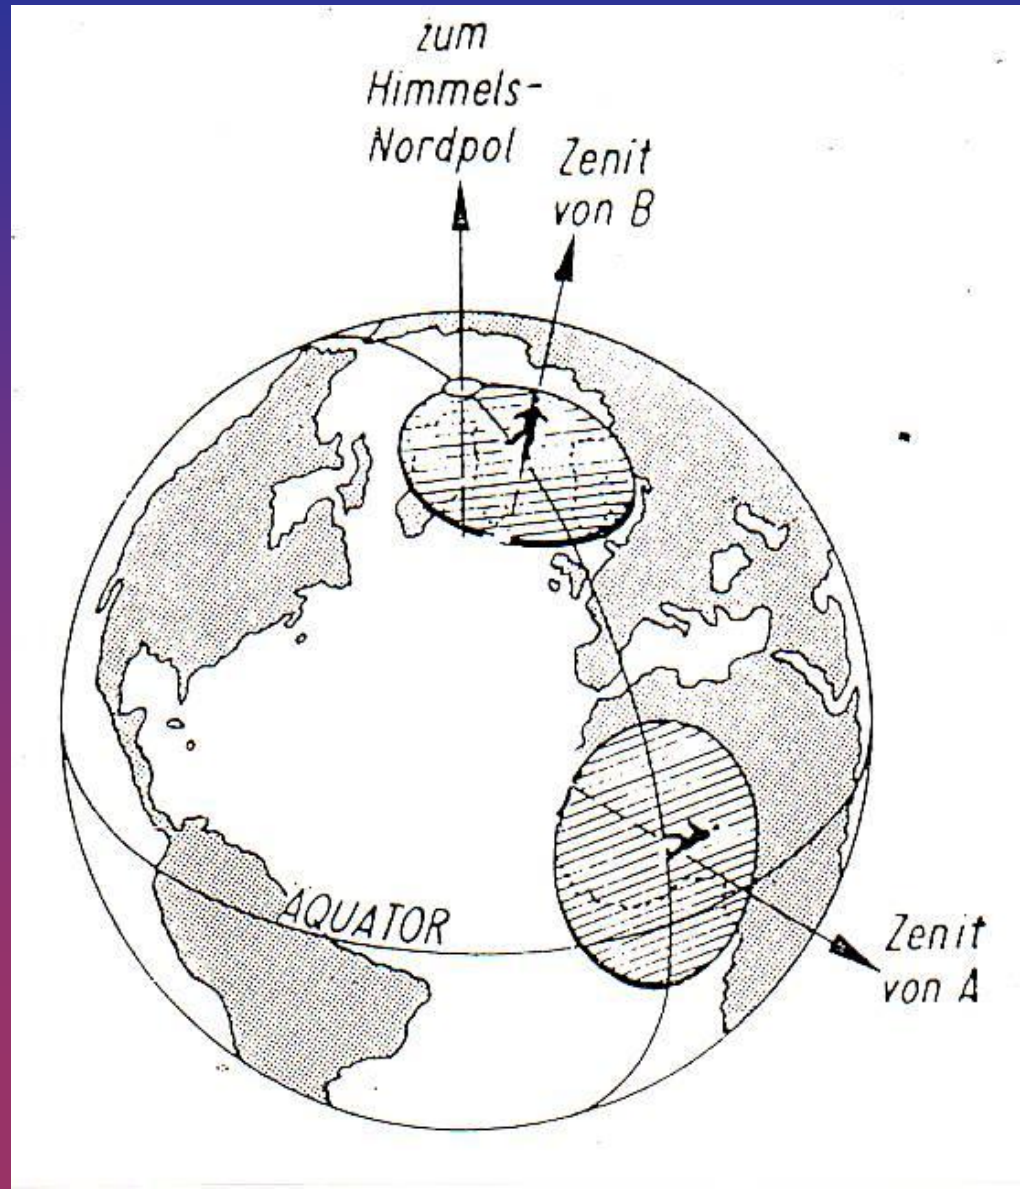 zum
Himmels-
Nordpol
Zenit
von B
ÄQUATOR
Zenit
von A